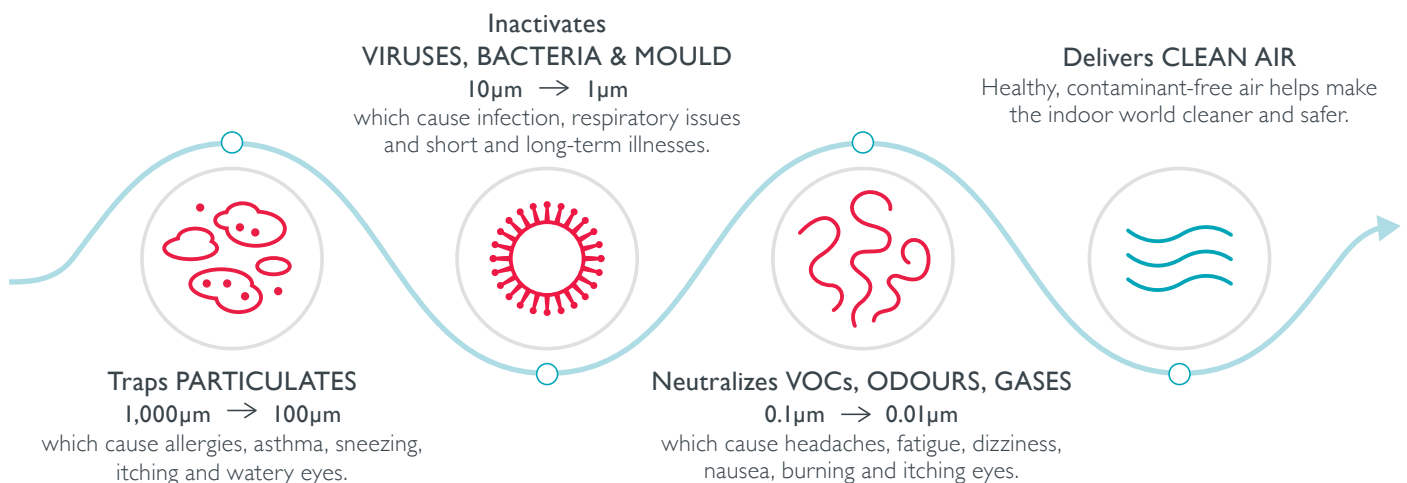 Traps PARTICULATES
1,000µm → 100µm
which cause allergies, asthma, sneezing,
itching and watery eyes.
Inactivates
VIRUSES, BACTERIA & MOULD
10µm → 1µm
which cause infection, respiratory issues
and short and long-term illnesses.
Neutralizes VOCs, ODOURS, GASES
0.1µm → 0.01µm
which cause headaches, fatigue, dizziness,
nausea, burning and itching eyes.
Delivers CLEAN AIR
Healthy, contaminant-free air helps make
the indoor world cleaner and safer.